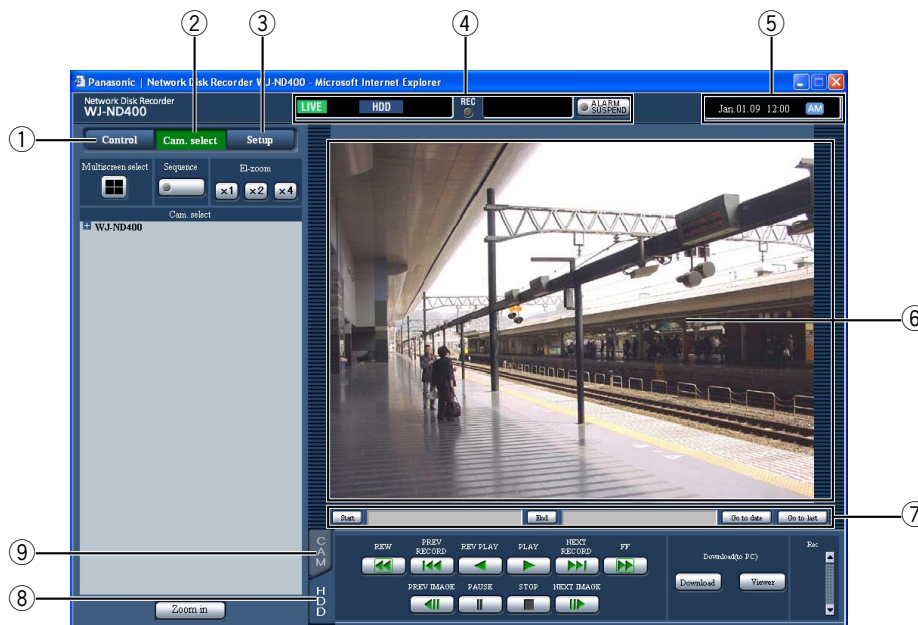 ② ③ ④ ⑤
Panasonic | Network Disk Recorder WJ-ND400 - Microsoft Internet Explorer
Network Disk Recorder
WJ-ND400
LIVE HDD REC ALARM SUSPEND
Jan.01.09 12:00 AM
① Control Cam. select Setup
Multiscreen select Sequence El-zoom
x1 x2 x4
Cam. select
WJ-ND400
⑥
Start End Go to date Go to last ⑦
⑨ CAM
REW PREV RECORD REV PLAY PLAY NEXT RECORD FF
Download(to PC) Rec
Download Viewer
PREV IMAGE PAUSE STOP NEXT IMAGE
⑧ HDD
Zoom in